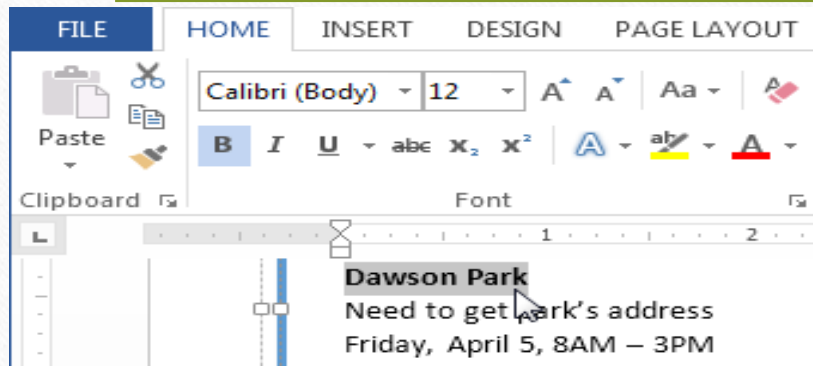 FILE HOME INSERT DESIGN PAGE LAYOUT
Calibri (Body) 12 A A Aa A
Paste
B I U abc X₂ X² A ab A
Clipboard Font
L 1 2
Dawson Park
Need to get park's address
Friday, April 5, 8AM – 3PM